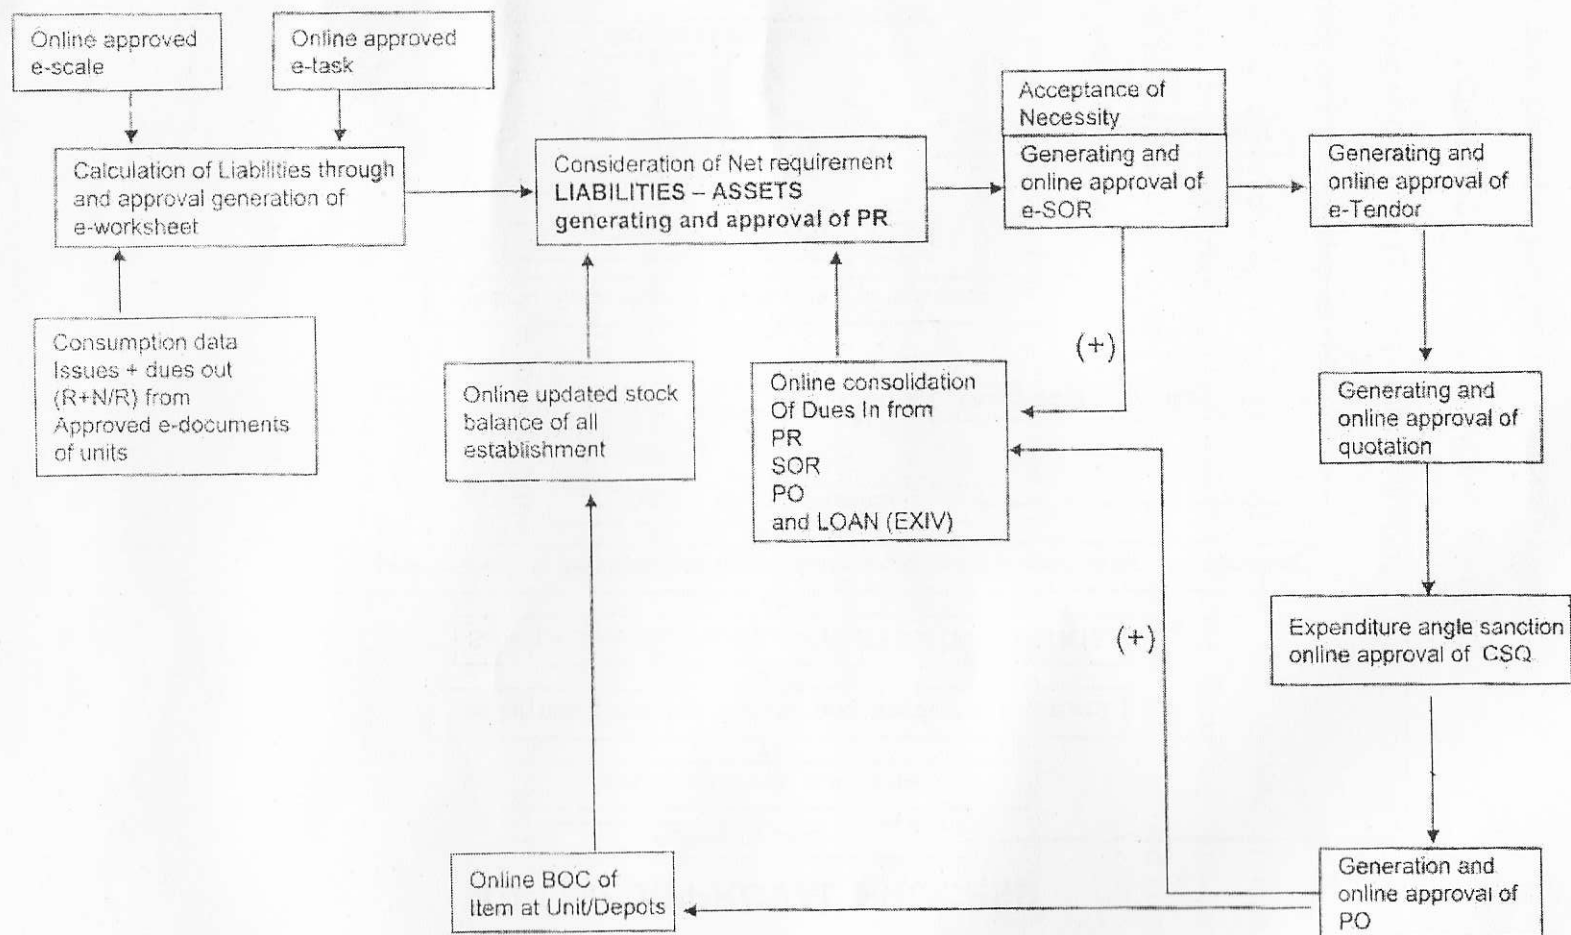 Online approved
e-scale
Online approved
e-task
Calculation of Liabilities through
and approval generation of
e-worksheet
Consideration of Net requirement
LIABILITIES – ASSETS
generating and approval of PR
Acceptance of
Necessity
Generating and
online approval of
e-SOR
Generating and
online approval of
e-Tendor
Consumption data
Issues + dues out
(R+N/R) from
Approved e-documents
of units
Online updated stock
balance of all
establishment
Online consolidation
Of Dues In from
PR
SOR
PO
and LOAN (EXIV)
(+)
Generating and
online approval of
quotation
(+)
Expenditure angle sanction
online approval of CSQ
Online BOC of
Item at Unit/Depots
Generation and
online approval of
PO